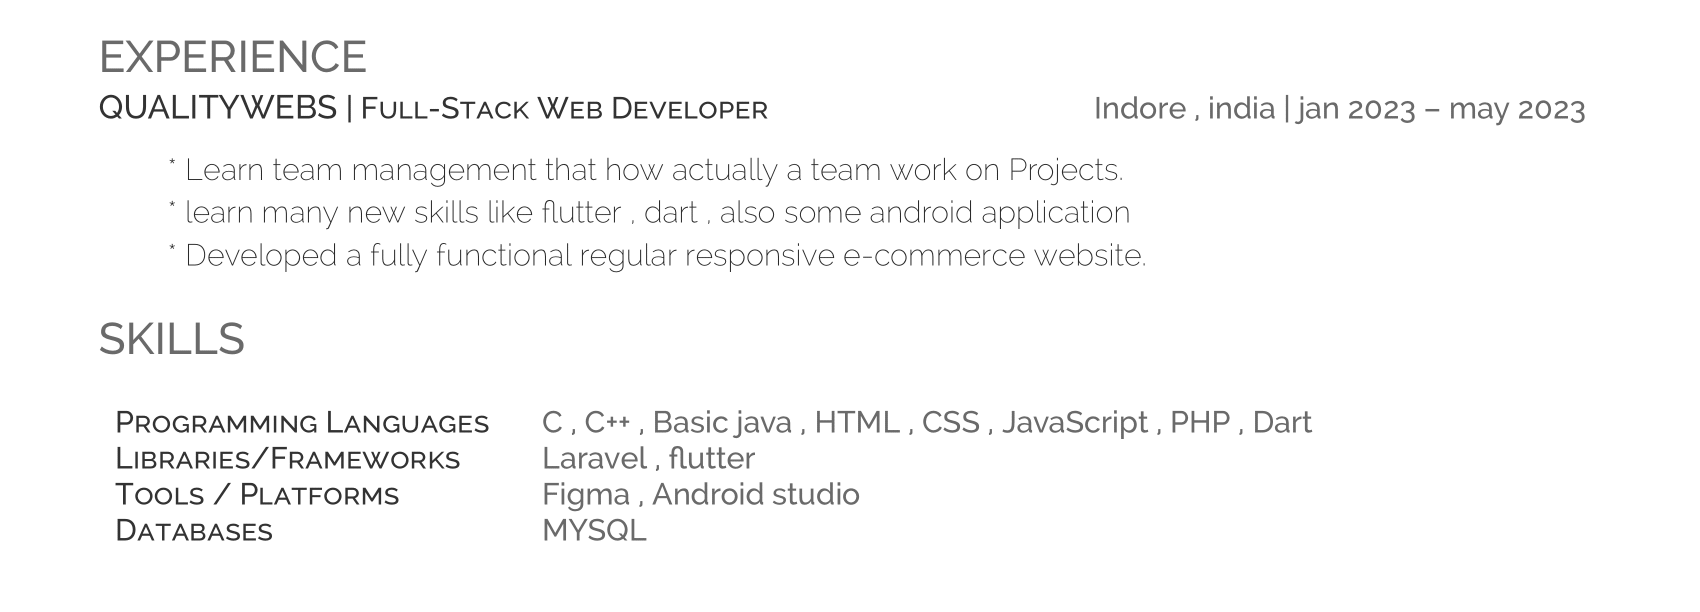 EXPERIENCE
QUALITYWEBS | Full-Stack Web Developer Indore , india | jan 2023 – may 2023
* Learn team management that how actually a team work on Projects.
* learn many new skills like flutter , dart , also some android application
* Developed a fully functional regular responsive e-commerce website.
SKILLS
Programming Languages C , C++ , Basic java , HTML , CSS , JavaScript , PHP , Dart
Libraries/Frameworks Laravel , flutter
Tools / Platforms Figma , Android studio
Databases MYSQL